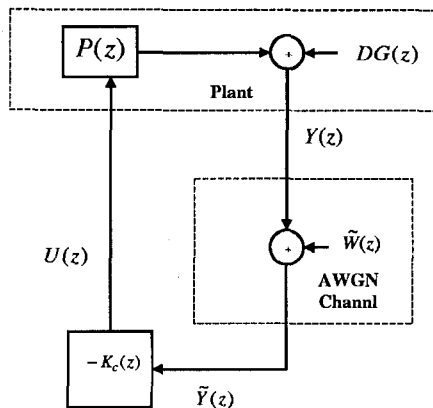 P(z)
+
DG(z)
Plant
Y(z)
+
W̃(z)
U(z)
AWGN
Channl
−K_c(z)
Ỹ(z)